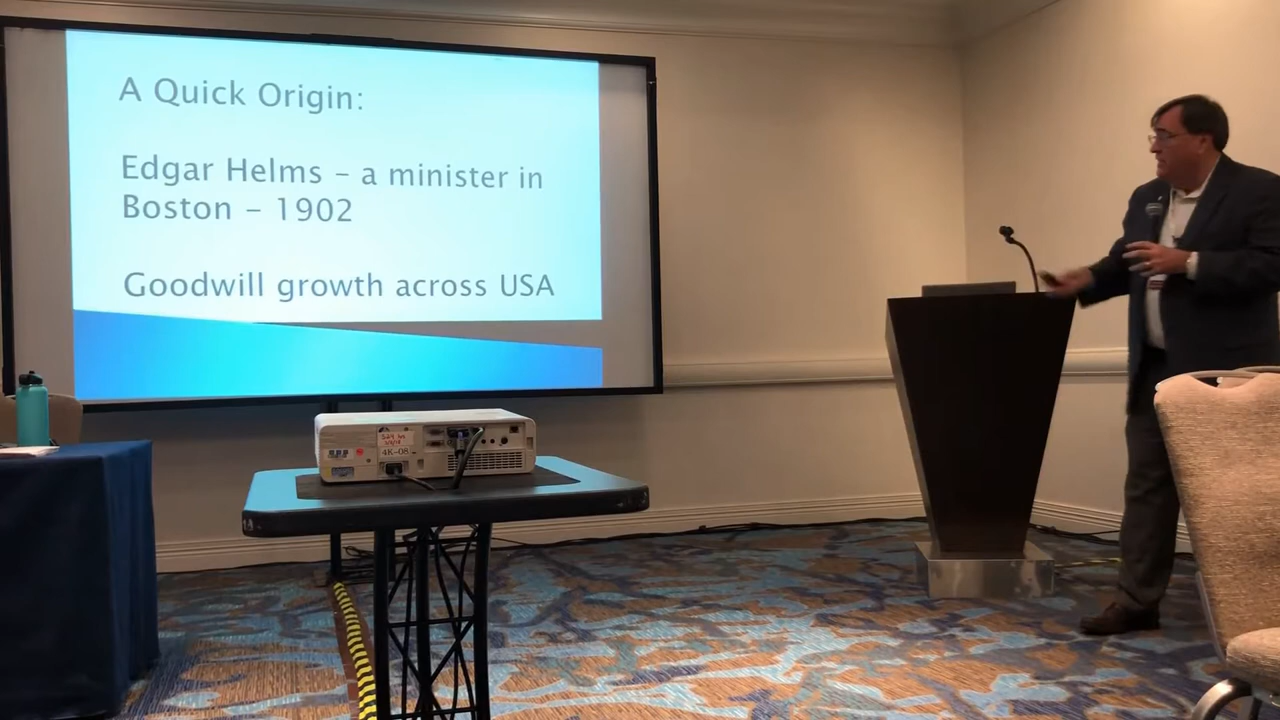 A Quick Origin:
Edgar Helms – a minister in
Boston – 1902
Goodwill growth across USA
4K-08